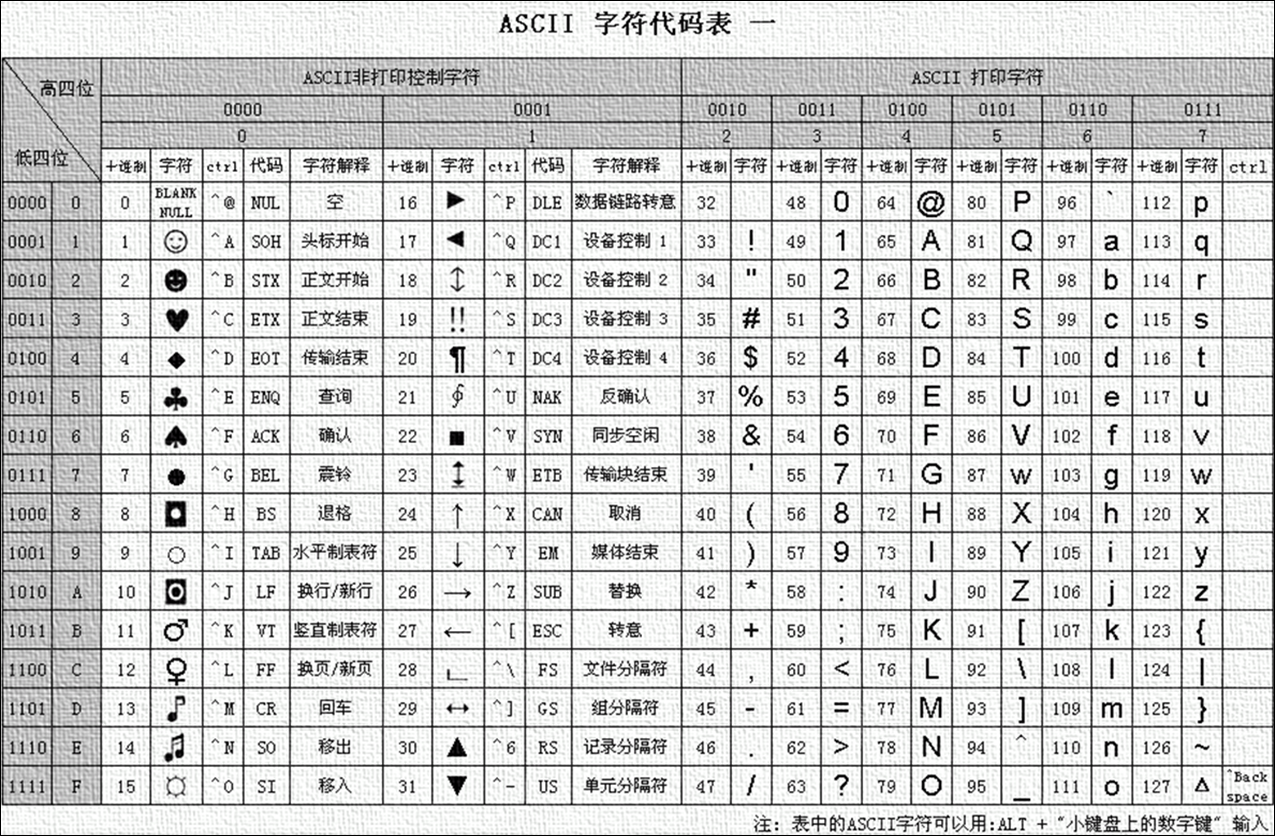 ASCII 字符代码表 一
高四位 ASCII非打印控制字符 ASCII 打印字符
0000 0001 0010 0011 0100 0101 0110 0111
0 1 2 3 4 5 6 7
低四位 十进制 字符 ctrl 代码 字符解释 十进制 字符 ctrl 代码 字符解释 十进制 字符 十进制 字符 十进制 字符 十进制 字符 十进制 字符 十进制 字符 ctrl
0000 0 0 BLANK NULL ^@ NUL 空 16 ► ^P DLE 数据链路转意 32 48 0 64 @ 80 P 96 ` 112 p
0001 1 1 ☺ ^A SOH 头标开始 17 ◄ ^Q DC1 设备控制 1 33 ! 49 1 65 A 81 Q 97 a 113 q
0010 2 2 ☻ ^B STX 正文开始 18 ↕ ^R DC2 设备控制 2 34 " 50 2 66 B 82 R 98 b 114 r
0011 3 3 ♥ ^C ETX 正文结束 19 ‼ ^S DC3 设备控制 3 35 # 51 3 67 C 83 S 99 c 115 s
0100 4 4 ♦ ^D EOT 传输结束 20 ¶ ^T DC4 设备控制 4 36 $ 52 4 68 D 84 T 100 d 116 t
0101 5 5 ♣ ^E ENQ 查询 21 ∮ ^U NAK 反确认 37 % 53 5 69 E 85 U 101 e 117 u
0110 6 6 ♠ ^F ACK 确认 22 ■ ^V SYN 同步空闲 38 & 54 6 70 F 86 V 102 f 118 v
0111 7 7 ● ^G BEL 震铃 23 ↨ ^W ETB 传输块结束 39 ' 55 7 71 G 87 w 103 g 119 w
1000 8 8 ◘ ^H BS 退格 24 ↑ ^X CAN 取消 40 ( 56 8 72 H 88 X 104 h 120 x
1001 9 9 ○ ^I TAB 水平制表符 25 ↓ ^Y EM 媒体结束 41 ) 57 9 73 I 89 Y 105 i 121 y
1010 A 10 ◙ ^J LF 换行/新行 26 → ^Z SUB 替换 42 * 58 : 74 J 90 Z 106 j 122 z
1011 B 11 ♂ ^K VT 竖直制表符 27 ← ^[ ESC 转意 43 + 59 ; 75 K 91 [ 107 k 123 {
1100 C 12 ♀ ^L FF 换页/新页 28 ∟ ^\ FS 文件分隔符 44 , 60 < 76 L 92 \ 108 l 124 |
1101 D 13 ♪ ^M CR 回车 29 ↔ ^] GS 组分隔符 45 - 61 = 77 M 93 ] 109 m 125 }
1110 E 14 ♫ ^N SO 移出 30 ▲ ^6 RS 记录分隔符 46 . 62 > 78 N 94 ^ 110 n 126 ~
1111 F 15 ☼ ^O SI 移入 31 ▼ ^- US 单元分隔符 47 / 63 ? 79 O 95 _ 111 o 127 Δ ^Back space
注: 表中的ASCII字符可以用:ALT + "小键盘上的数字键" 输入